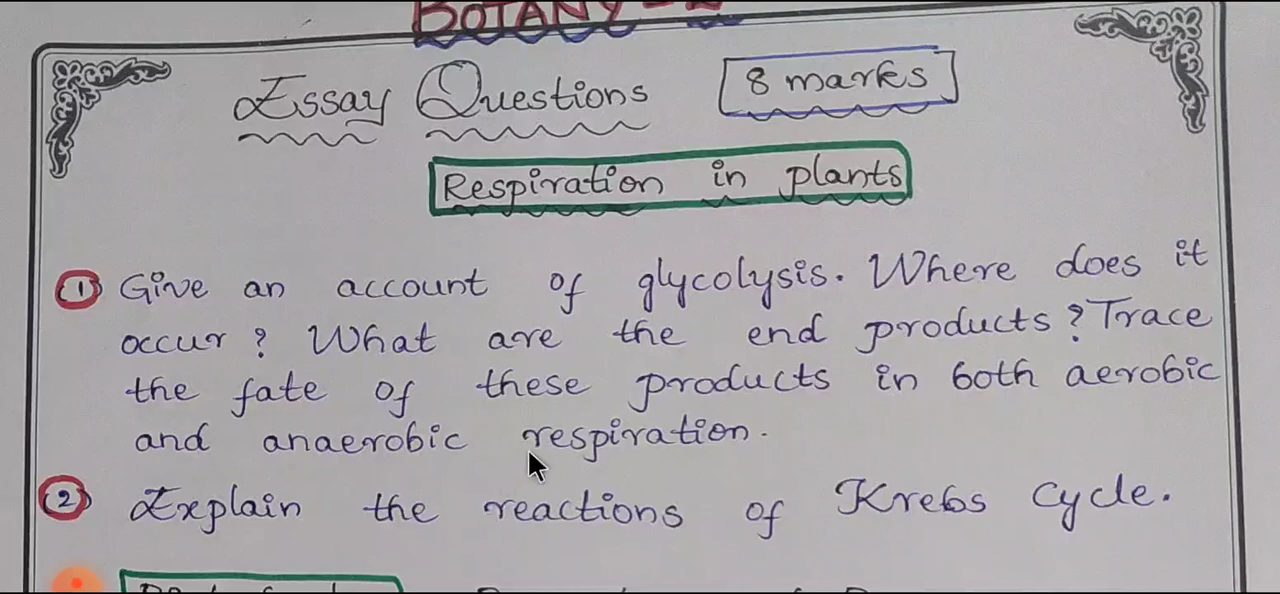 BOTANY - 2
Essay Questions [8 marks]
Respiration in plants
(1) Give an account of glycolysis. Where does it
occur? What are the end products? Trace
the fate of these products in both aerobic
and anaerobic respiration.
(2) Explain the reactions of Krebs cycle.